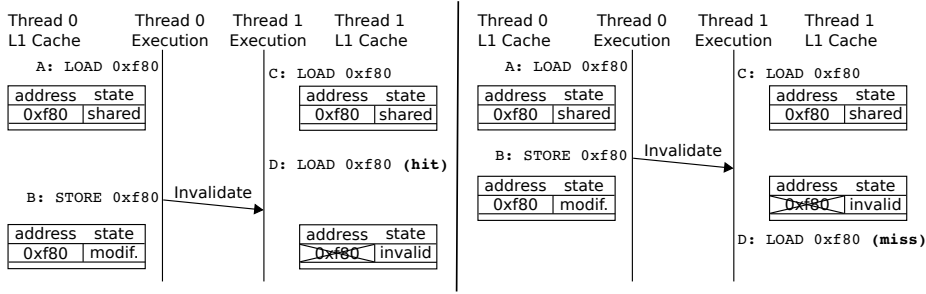 Thread 0 Thread 0 Thread 1 Thread 1
L1 Cache Execution Execution L1 Cache
A: LOAD 0xf80
C: LOAD 0xf80
address state
0xf80 shared
address state
0xf80 shared
D: LOAD 0xf80 (hit)
B: STORE 0xf80
Invalidate
address state
0xf80 modif.
address state
0xf80 invalid
Thread 0 Thread 0 Thread 1 Thread 1
L1 Cache Execution Execution L1 Cache
A: LOAD 0xf80
C: LOAD 0xf80
address state
0xf80 shared
address state
0xf80 shared
B: STORE 0xf80
Invalidate
address state
0xf80 modif.
address state
0xf80 invalid
D: LOAD 0xf80 (miss)